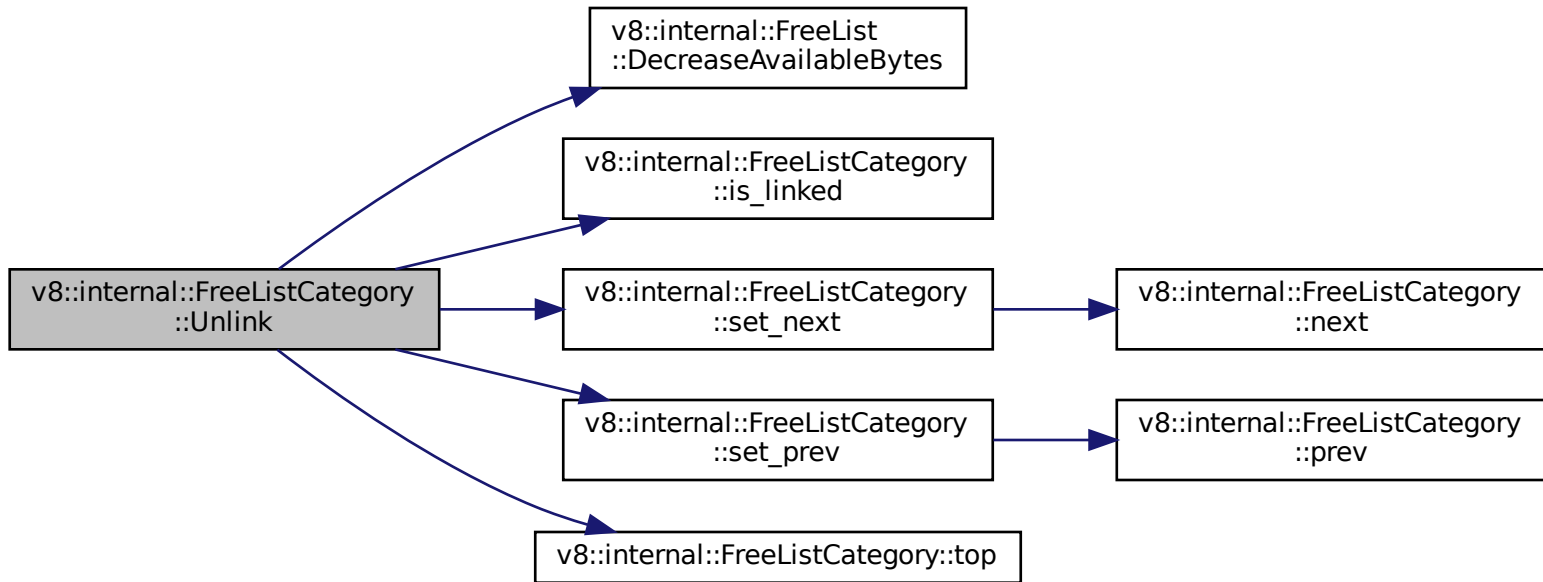 v8::internal::FreeList
::DecreaseAvailableBytes
v8::internal::FreeListCategory
::is_linked
v8::internal::FreeListCategory
::Unlink
v8::internal::FreeListCategory
::set_next
v8::internal::FreeListCategory
::next
v8::internal::FreeListCategory
::set_prev
v8::internal::FreeListCategory
::prev
v8::internal::FreeListCategory::top